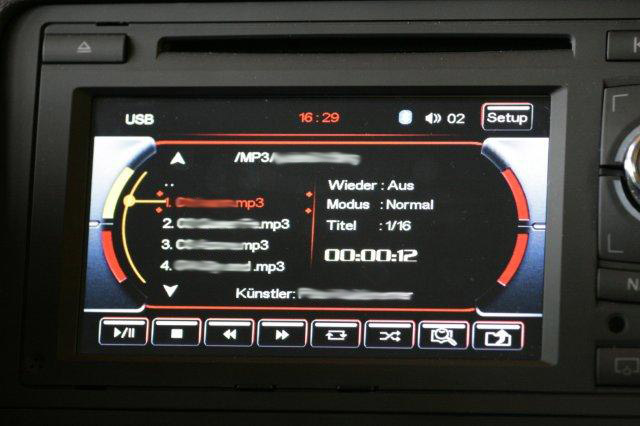 USB 16:29 02 Setup
/MP3/
..
1. .mp3
2. .mp3
3. .mp3
4. .mp3
Wieder : Aus
Modus : Normal
Titel : 1/16
00:00:12
Künstler: